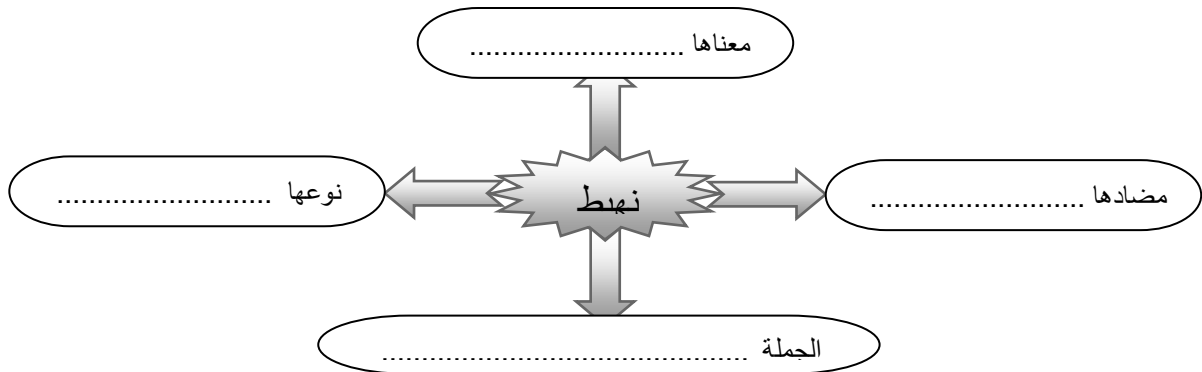 معناها ...........................
نوعها ...........................
نهبط
مضادها ...........................
الجملة ..............................................